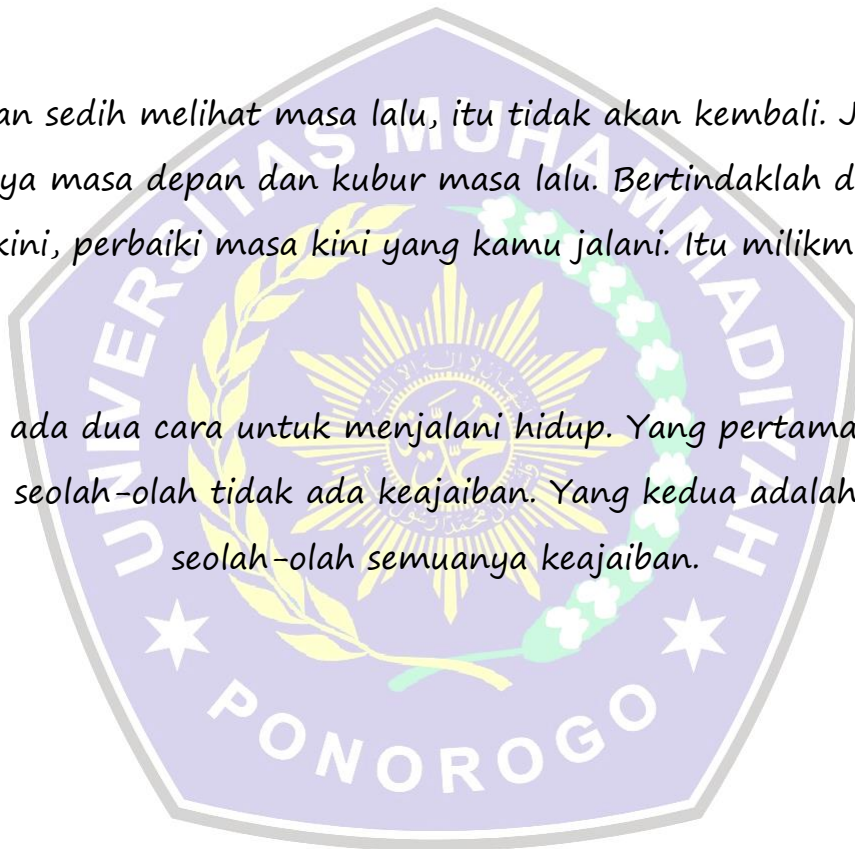 an sedih melihat masa lalu, itu tidak akan kembali. J
ya masa depan dan kubur masa lalu. Bertindaklah d
kini, perbaiki masa kini yang kamu jalani. Itu milikm
ada dua cara untuk menjalani hidup. Yang pertama
seolah-olah tidak ada keajaiban. Yang kedua adalah
seolah-olah semuanya keajaiban.
UNIVERSITAS MUHAMMADIYAH
PONOROGO